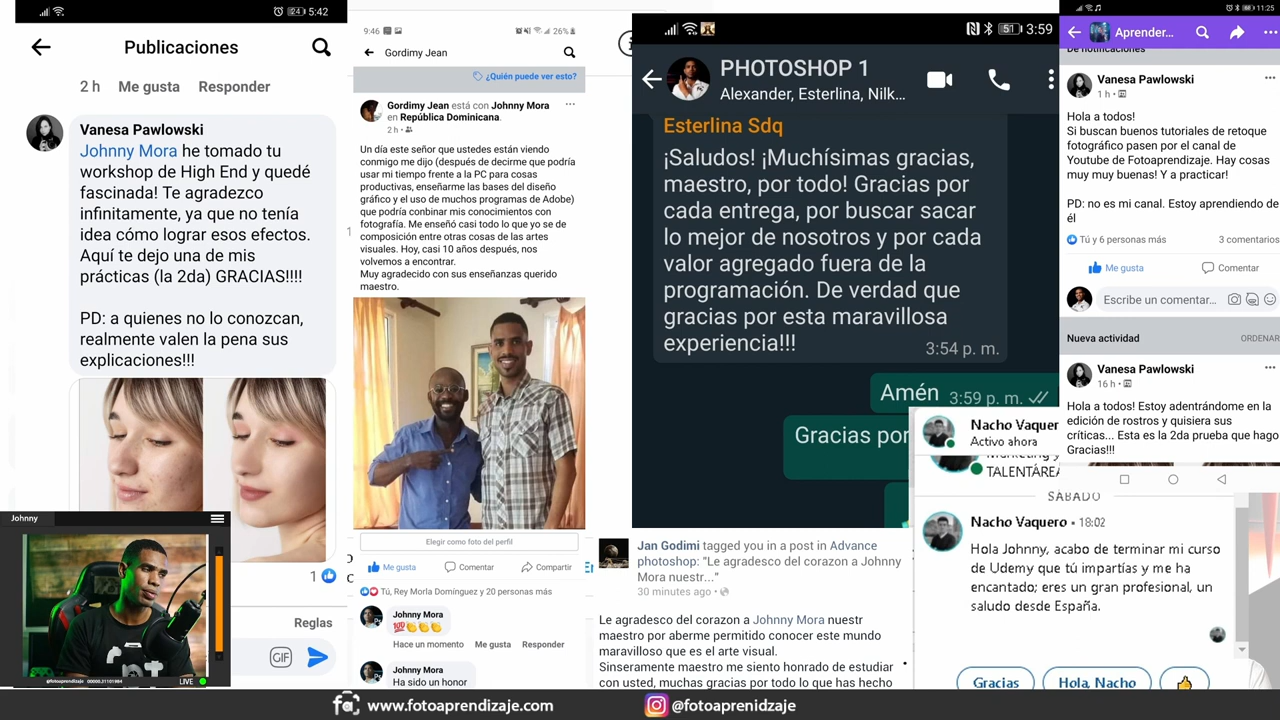 5:42
Publicaciones
2 h Me gusta Responder
Vanesa Pawlowski
Johnny Mora he tomado tu
workshop de High End y quedé
fascinada! Te agradezco
infinitamente, ya que no tenía
idea cómo lograr esos efectos.
Aquí te dejo una de mis
prácticas (la 2da) GRACIAS!!!!
PD: a quienes no lo conozcan,
realmente valen la pena sus
explicaciones!!!
1
Reglas
GIF
Johnny
@fotoaprendizaje
LIVE
9:46
26%
Gordimy Jean
¿Quién puede ver esto?
Gordimy Jean está con Johnny Mora
en República Dominicana.
2 h
Un día este señor que ustedes están viendo
conmigo me dijo (después de decirme que podría
usar mi tiempo frente a la PC para cosas
productivas, enseñarme las bases del diseño
gráfico y el uso de muchos programas de Adobe)
que podría conbinar mis conocimientos con
fotografía. Me enseñó casi todo lo que yo se de
composición entre otras cosas de las artes
visuales. Hoy, casi 10 años después, nos
volvemos a encontrar.
Muy agradecido con sus enseñanzas querido
maestro.
Elegir como foto del perfil
Me gusta Comentar Compartir
Tú, Rey Morla Domínguez y 20 personas más
Johnny Mora
💯👏👏👏
Hace un momento Me gusta Responder
Johnny Mora
Ha sido un honor
51 3:59
PHOTOSHOP 1
Alexander, Esterlina, Nilk...
Esterlina Sdq
¡Saludos! ¡Muchísimas gracias,
maestro, por todo! Gracias por
cada entrega, por buscar sacar
lo mejor de nosotros y por cada
valor agregado fuera de la
programación. De verdad que
gracias por esta maravillosa
experiencia!!!
3:54 p. m.
Amén 3:59 p. m.
Gracias por
Jan Godimi tagged you in a post in Advance
photoshop: "Le agradesco del corazon a Johnny
Mora nuestr..."
30 minutes ago
Le agradesco del corazon a Johnny Mora nuestr
maestro por aberme permitido conocer este mundo
maravilloso que es el arte visual.
Sinseramente maestro me siento honrado de estudiar
con usted, muchas gracias por todo lo que has hecho
11:25
Aprender...
De notificaciones
Vanesa Pawlowski
1 h
Hola a todos!
Si buscan buenos tutoriales de retoque
fotográfico pasen por el canal de
Youtube de Fotoaprendizaje. Hay cosas
muy muy buenas! Y a practicar!
PD: no es mi canal. Estoy aprendiendo de
él
Tú y 6 personas más 3 comentarios
Me gusta Comentar
Escribe un comentar...
Nueva actividad ORDENAR
Vanesa Pawlowski
16 h
Hola a todos! Estoy adentrándome en la
edición de rostros y quisiera sus
críticas... Esta es la 2da prueba que hago
Gracias!!!
Nacho Vaquer
Activo ahora
Marketing y
TALENTÁREA
SÁBADO
Nacho Vaquero • 18:02
Hola Johnny, acabo de terminar mi curso
de Udemy que tú impartías y me ha
encantado; eres un gran profesional, un
saludo desde España.
Gracias Hola, Nacho 👍
fa www.fotoaprendizaje.com @fotoaprenidzaje